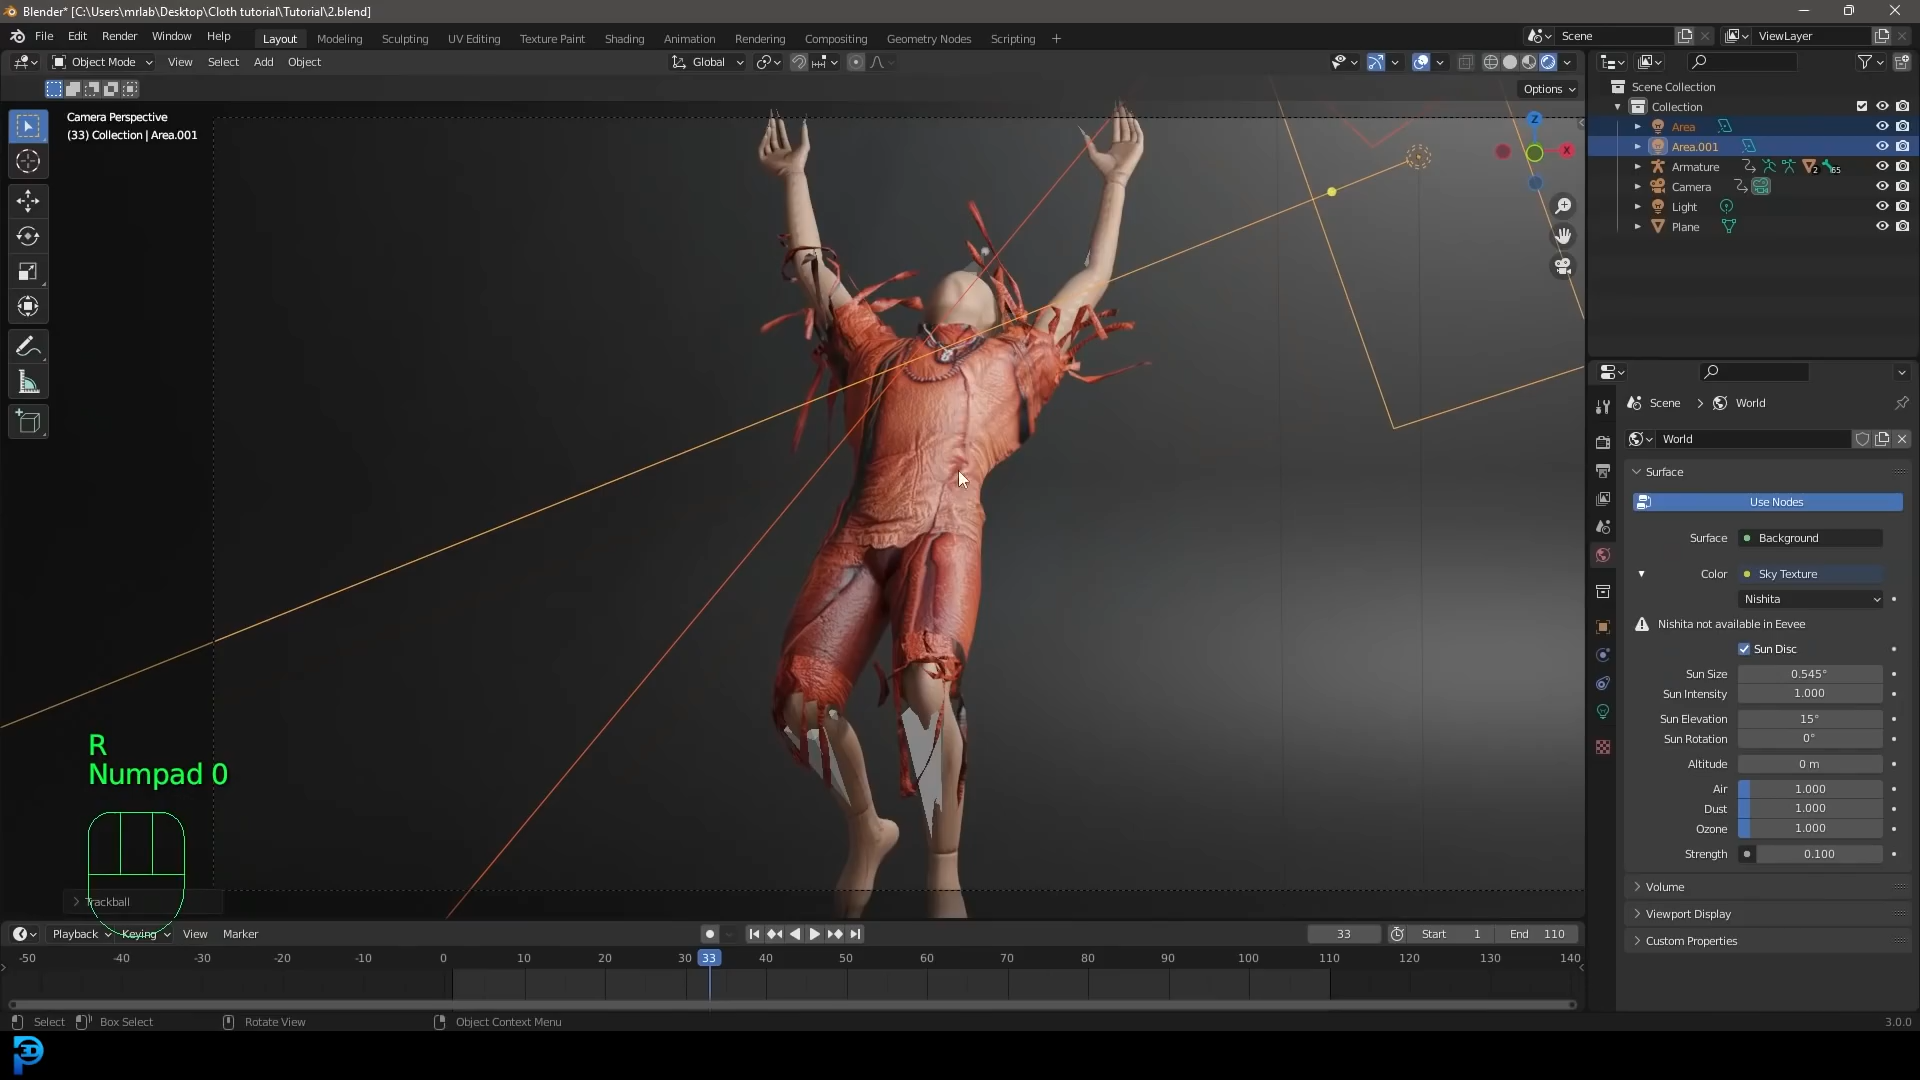 Blender* [C:\Users\mrlab\Desktop\Cloth tutorial\Tutorial\2.blend]
File Edit Render Window Help
Layout Modeling Sculpting UV Editing Texture Paint Shading Animation Rendering Compositing Geometry Nodes Scripting +
Scene
ViewLayer
Object Mode View Select Add Object
Global
Options
Camera Perspective
(33) Collection | Area.001
Z
X
Scene Collection
Collection
Area
Area.001
Armature 2 65
Camera
Light
Plane
Scene > World
World
Surface
Use Nodes
Surface Background
Color Sky Texture
Nishita
Nishita not available in Eevee
Sun Disc
Sun Size 0.545°
Sun Intensity 1.000
Sun Elevation 15°
Sun Rotation 0°
Altitude 0 m
Air 1.000
Dust 1.000
Ozone 1.000
Strength 0.100
Volume
Viewport Display
Custom Properties
R
Numpad 0
Trackball
Playback Keying View Marker
33 Start 1 End 110
-50 -40 -30 -20 -10 0 10 20 30 33 40 50 60 70 80 90 100 110 120 130 140
Select Box Select Rotate View Object Context Menu
3.0.0